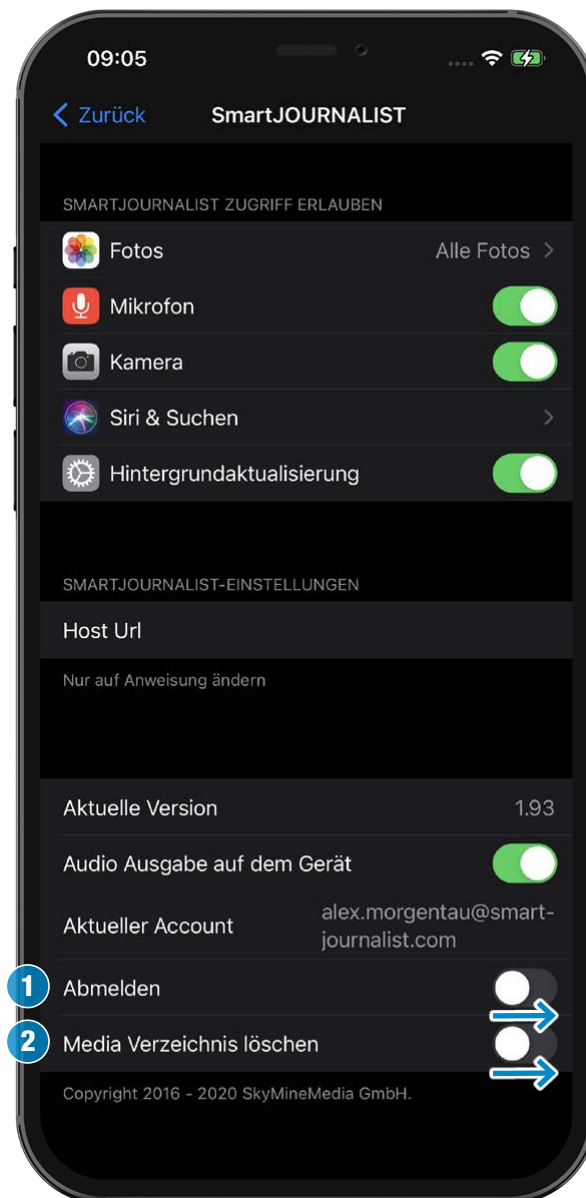 09:05
Zurück SmartJOURNALIST
SMARTJOURNALIST ZUGRIFF ERLAUBEN
Fotos Alle Fotos
Mikrofon
Kamera
Siri & Suchen
Hintergrundaktualisierung
SMARTJOURNALIST-EINSTELLUNGEN
Host Url
Nur auf Anweisung ändern
Aktuelle Version 1.93
Audio Ausgabe auf dem Gerät
Aktueller Account alex.morgentau@smart-
journalist.com
1 Abmelden
2 Media Verzeichnis löschen
Copyright 2016 - 2020 SkyMineMedia GmbH.